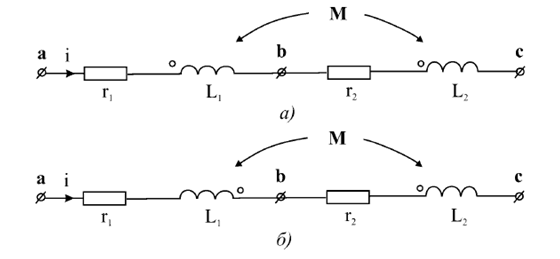 M
a i b c
r₁ L₁ r₂ L₂
а)
M
a i b c
r₁ L₁ r₂ L₂
б)